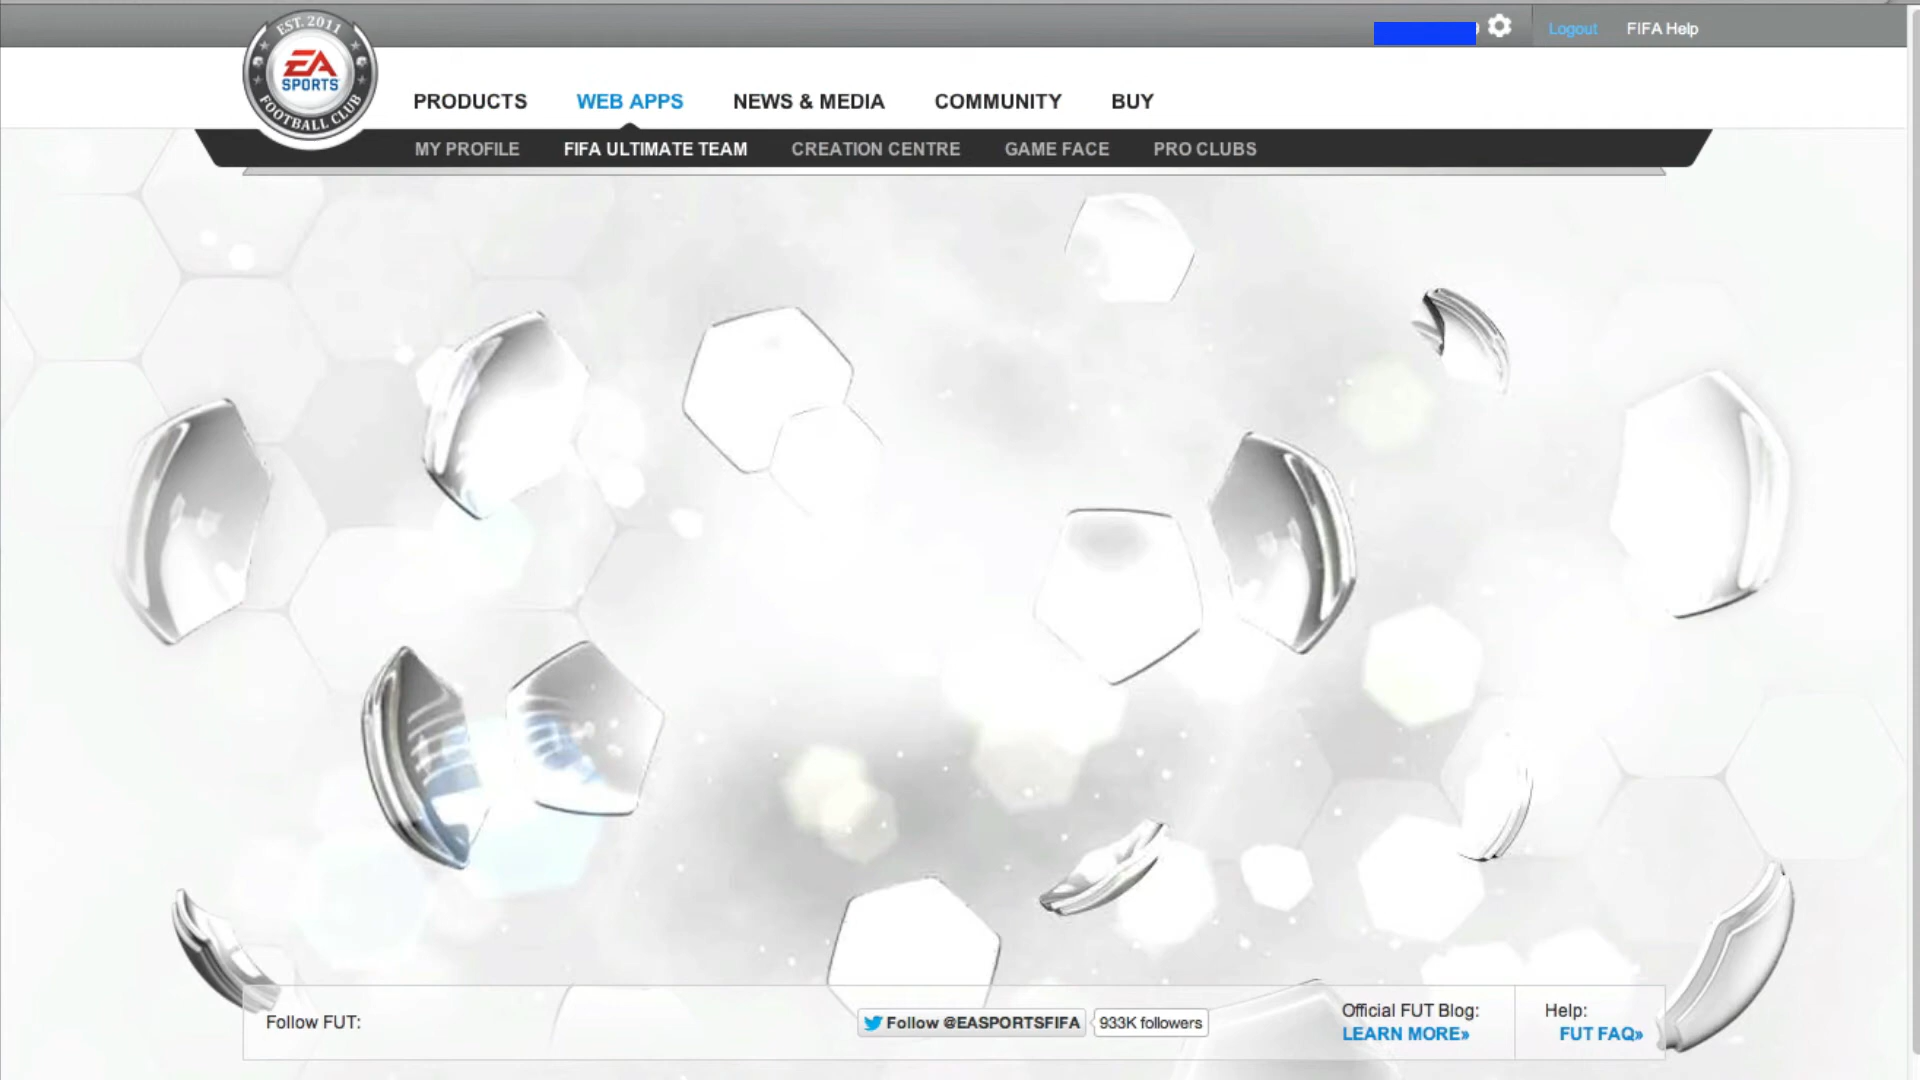 Logout FIFA Help
EST. 2011
EA
SPORTS
FOOTBALL CLUB
PRODUCTS WEB APPS NEWS & MEDIA COMMUNITY BUY
MY PROFILE FIFA ULTIMATE TEAM CREATION CENTRE GAME FACE PRO CLUBS
Follow FUT:
Follow @EASPORTSFIFA 933K followers
Official FUT Blog:
LEARN MORE»
Help:
FUT FAQ»